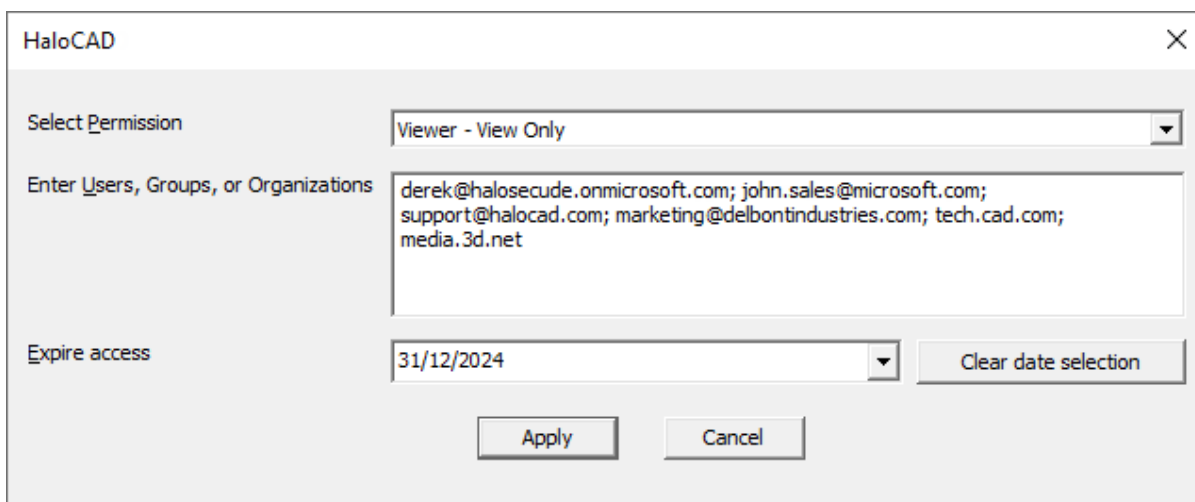 HaloCAD
Select Permission
Viewer - View Only
Enter Users, Groups, or Organizations
derek@halosecude.onmicrosoft.com; john.sales@microsoft.com;
support@halocad.com; marketing@delbontindustries.com; tech.cad.com;
media.3d.net
Expire access
31/12/2024
Clear date selection
Apply
Cancel